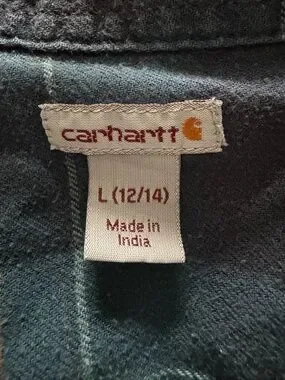 carhartt
L (12/14)
Made in
India